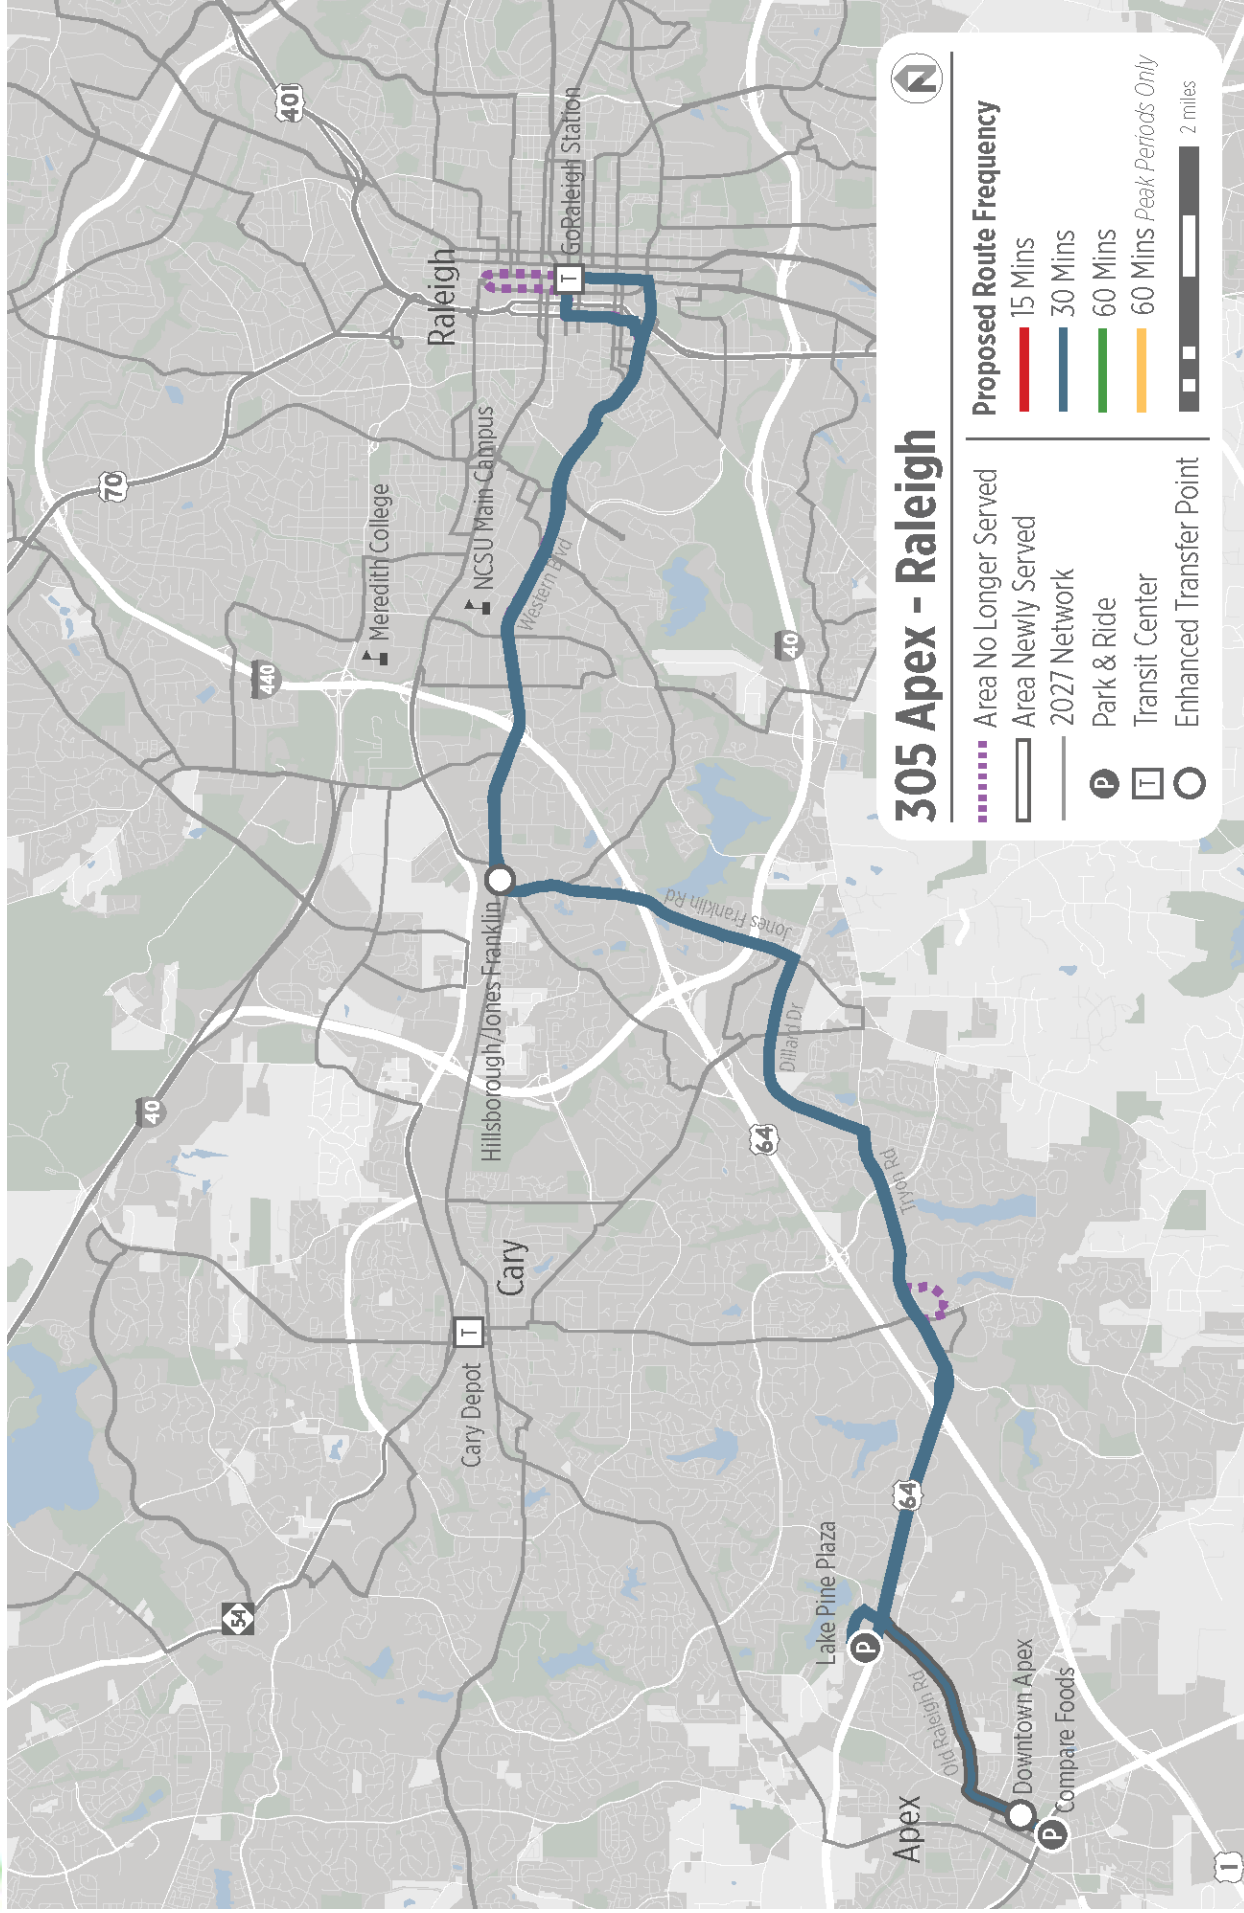 401
70
Raleigh
GoRaleigh Station
Meredith College
NCSU Main Campus
440
Western Blvd
40
40
Hillsborough/Jones Franklin
Jones Franklin Rd
Dillard Dr
64
Tryon Rd
Cary
T
T
Cary Depot
54
64
Lake Pine Plaza
P
Old Raleigh Rd
Apex
Downtown Apex
P
Compare Foods
1
305 Apex - Raleigh
N
Area No Longer Served
Area Newly Served
2027 Network
P Park & Ride
T Transit Center
Enhanced Transfer Point
Proposed Route Frequency
15 Mins
30 Mins
60 Mins
60 Mins Peak Periods Only
2 miles